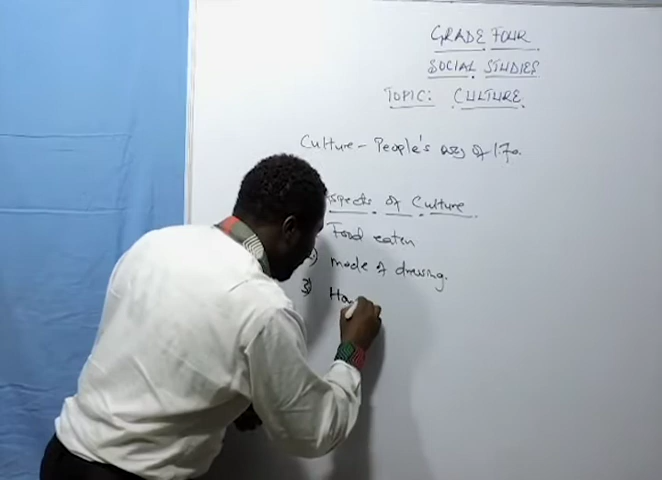 GRADE FOUR
SOCIAL STUDIES
TOPIC: CULTURE
Culture - People's way of life.
Aspects of Culture
Food eaten
2) mode of dressing.
3) Ha